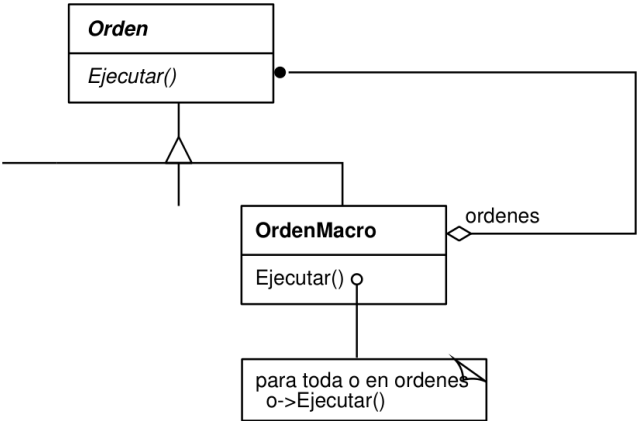 Orden
Ejecutar()
ordenes
OrdenMacro
Ejecutar()
para toda o en ordenes
o->Ejecutar()